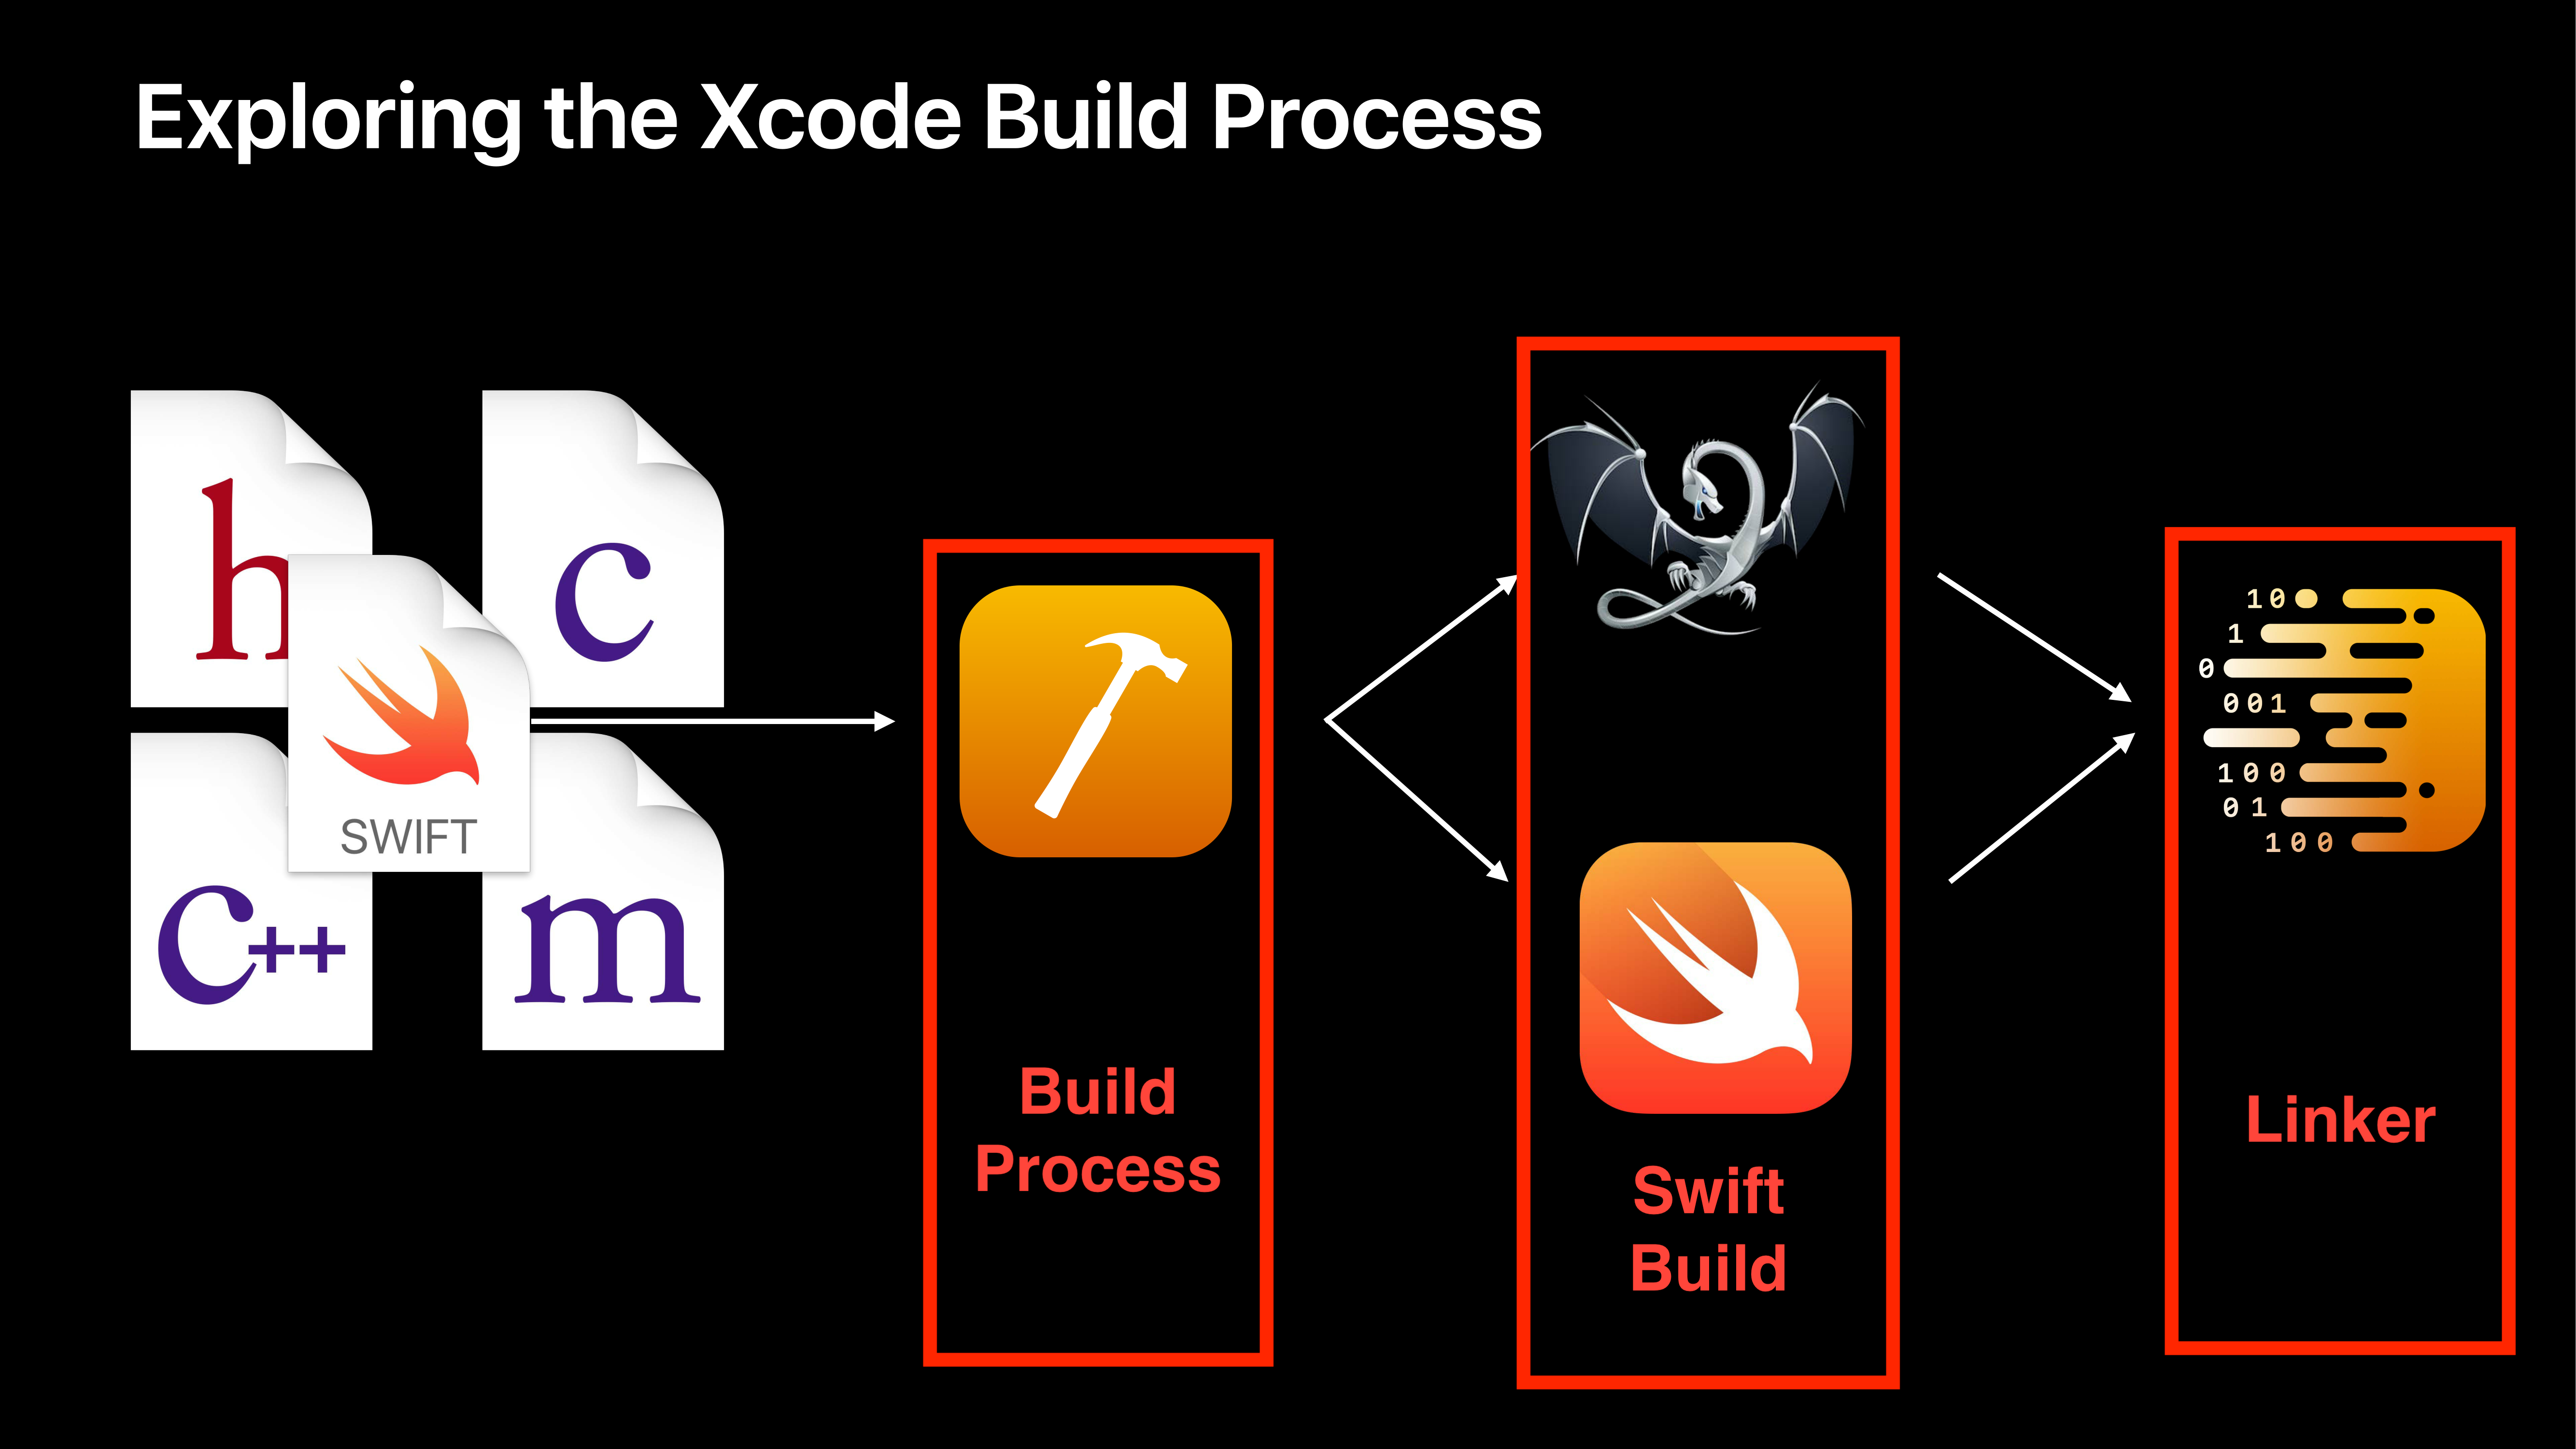 Exploring the Xcode Build Process
h
c
SWIFT
c++
m
Build
Process
Swift
Build
10
1
0
001
100
01
100
Linker